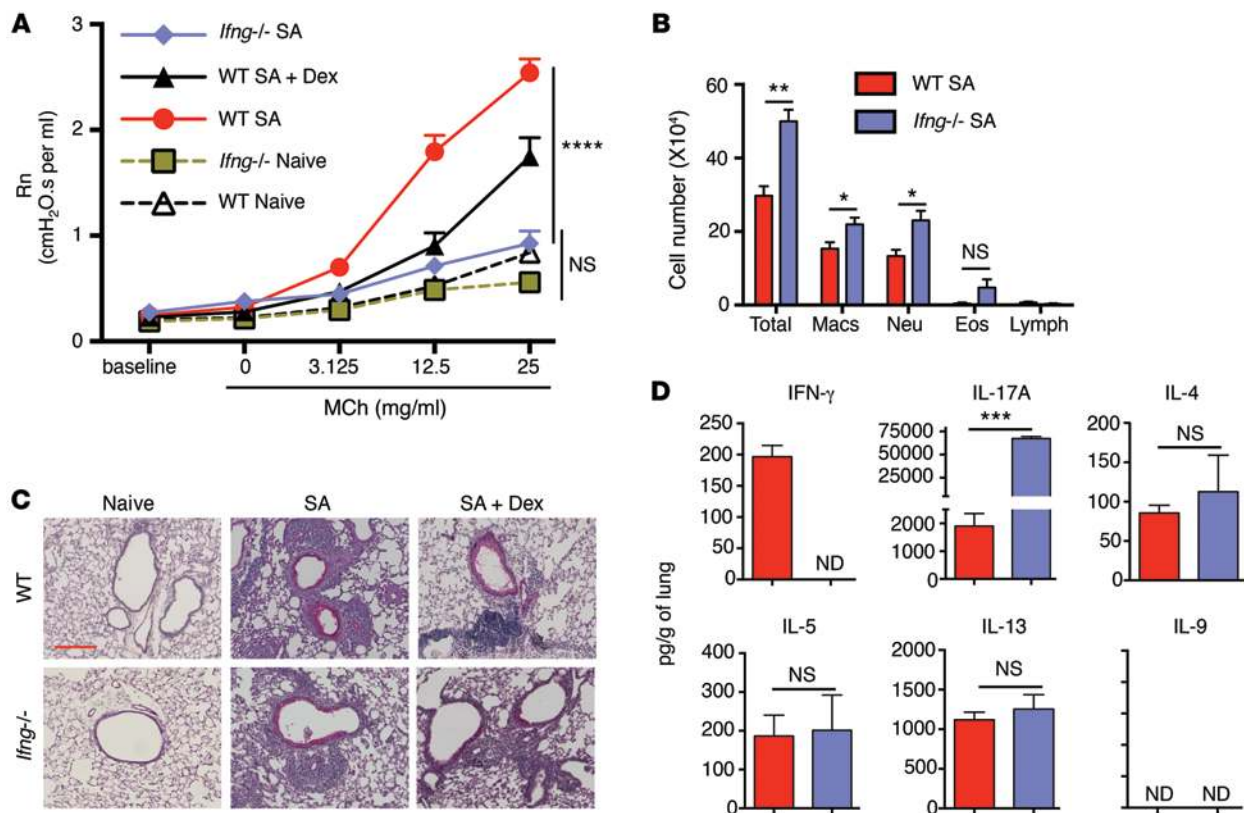 A
3
2
1
0
Rn
(cmH₂O.s per ml)
Ifng-/- SA
WT SA + Dex
WT SA
Ifng-/- Naive
WT Naive
****
NS
baseline 0 3.125 12.5 25
MCh (mg/ml)
B
60
40
20
0
Cell number (X10⁴)
WT SA
Ifng-/- SA
**
*
*
NS
Total Macs Neu Eos Lymph
C
Naive SA SA + Dex
WT
Ifng-/-
D
pg/g of lung
IFN-γ
250
200
150
100
50
0
ND
IL-17A
75000
50000
25000
2000
1000
0
***
IL-4
200
150
100
50
0
NS
IL-5
400
300
200
100
0
NS
IL-13
2000
1500
1000
500
0
NS
IL-9
ND ND